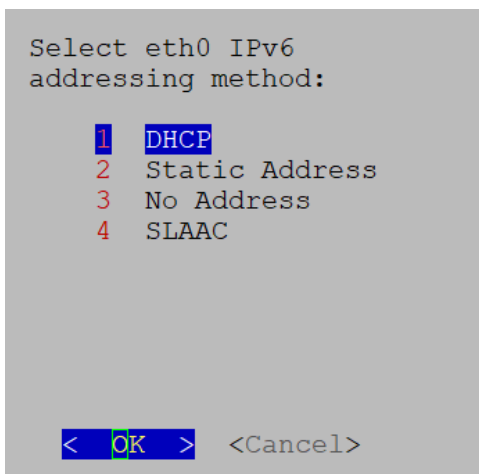 Select eth0 IPv6
addressing method:
1 DHCP
2 Static Address
3 No Address
4 SLAAC
< OK > <Cancel>